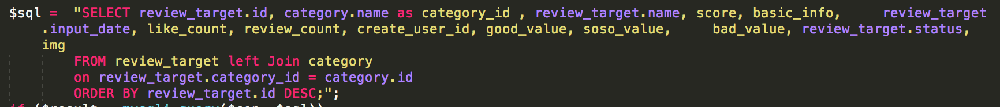 $sql =  "SELECT review_target.id, category.name as category_id , review_target.name, score, basic_info,     review_target
.input_date, like_count, review_count, create_user_id, good_value, soso_value,     bad_value, review_target.status,
img
FROM review_target left Join category
on review_target.category_id = category.id
ORDER BY review_target.id DESC;";